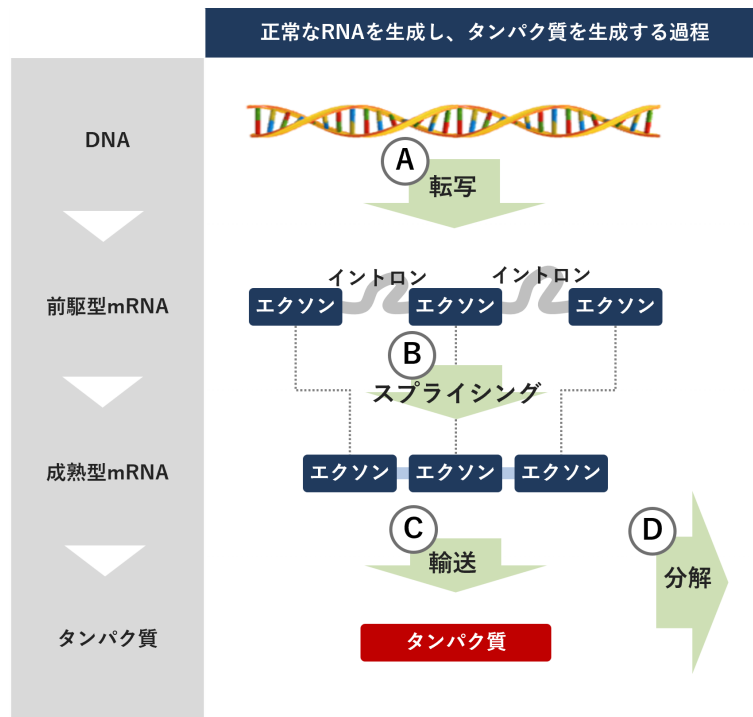 正常なRNAを生成し、タンパク質を生成する過程
DNA
A
転写
イントロン
イントロン
前駆型mRNA
エクソン
エクソン
エクソン
B
スプライシング
成熟型mRNA
エクソン
エクソン
エクソン
C
輸送
D
分解
タンパク質
タンパク質